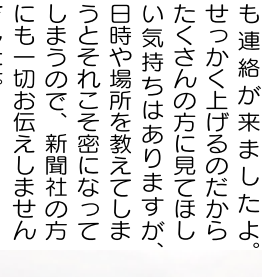 も連絡が来ましたよ。
せっかく上げるのだから
たくさんの方に見てほし
い気持ちはありますが、
日時や場所を教えてしま
うとそれこそ密になって
しまうので、新聞社の方
にも一切お伝えしません